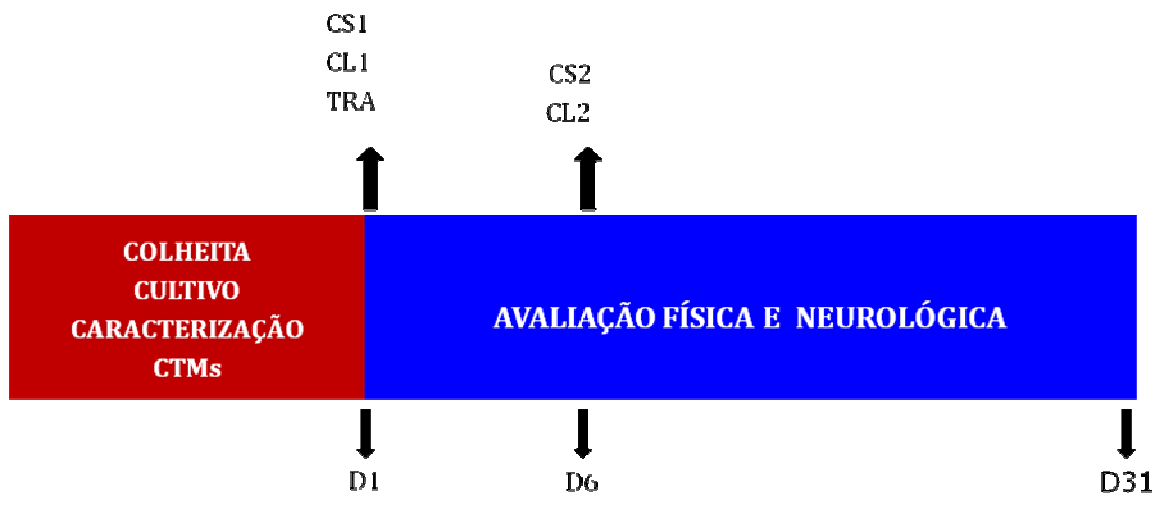 CS1
CL1
TRA
CS2
CL2
COLHEITA
CULTIVO
CARACTERIZAÇÃO
CTMs
AVALIAÇÃO FÍSICA E NEUROLÓGICA
D1
D6
D31